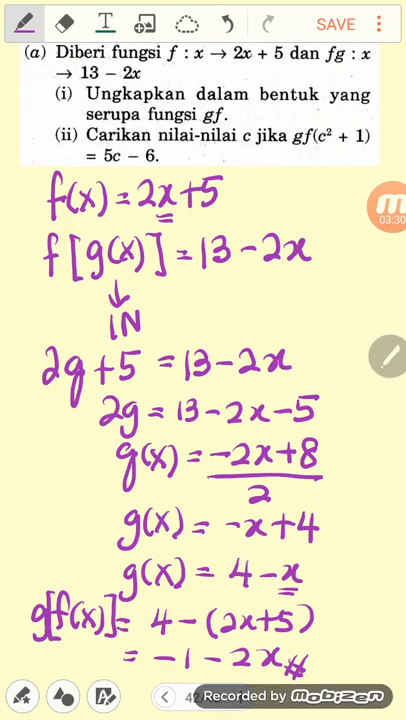 SAVE
(a) Diberi fungsi f : x → 2x + 5 dan fg : x
→ 13 – 2x
(i) Ungkapkan dalam bentuk yang
serupa fungsi gf.
(ii) Carikan nilai-nilai c jika gf(c² + 1)
= 5c – 6.
f(x) = 2x+5
f[g(x)] = 13 - 2x
03:30
↓
IN
2g + 5 = 13 - 2x
2g = 13 - 2x - 5
g(x) = -2x+8
2
g(x) = -x+4
g(x) = 4 - x
g[f(x)] = 4 - (2x+5)
= -1 - 2x #
Recorded by mobizen